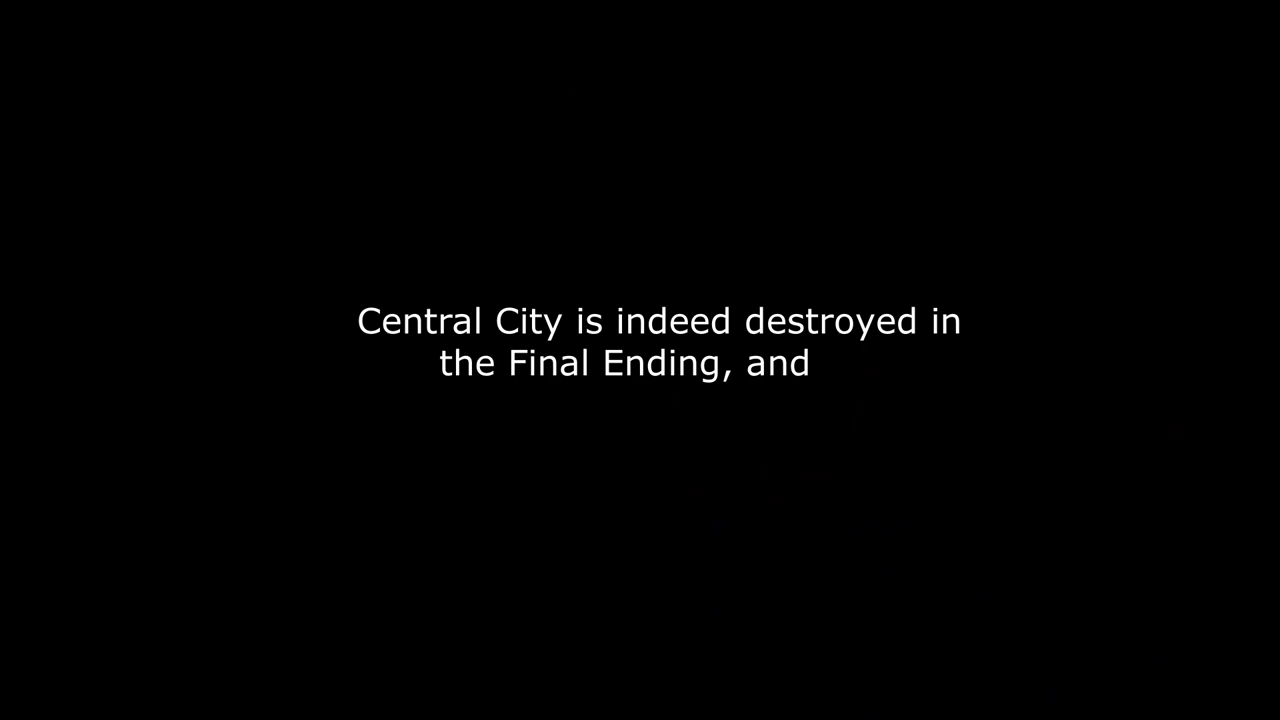 Central City is indeed destroyed in
the Final Ending, and